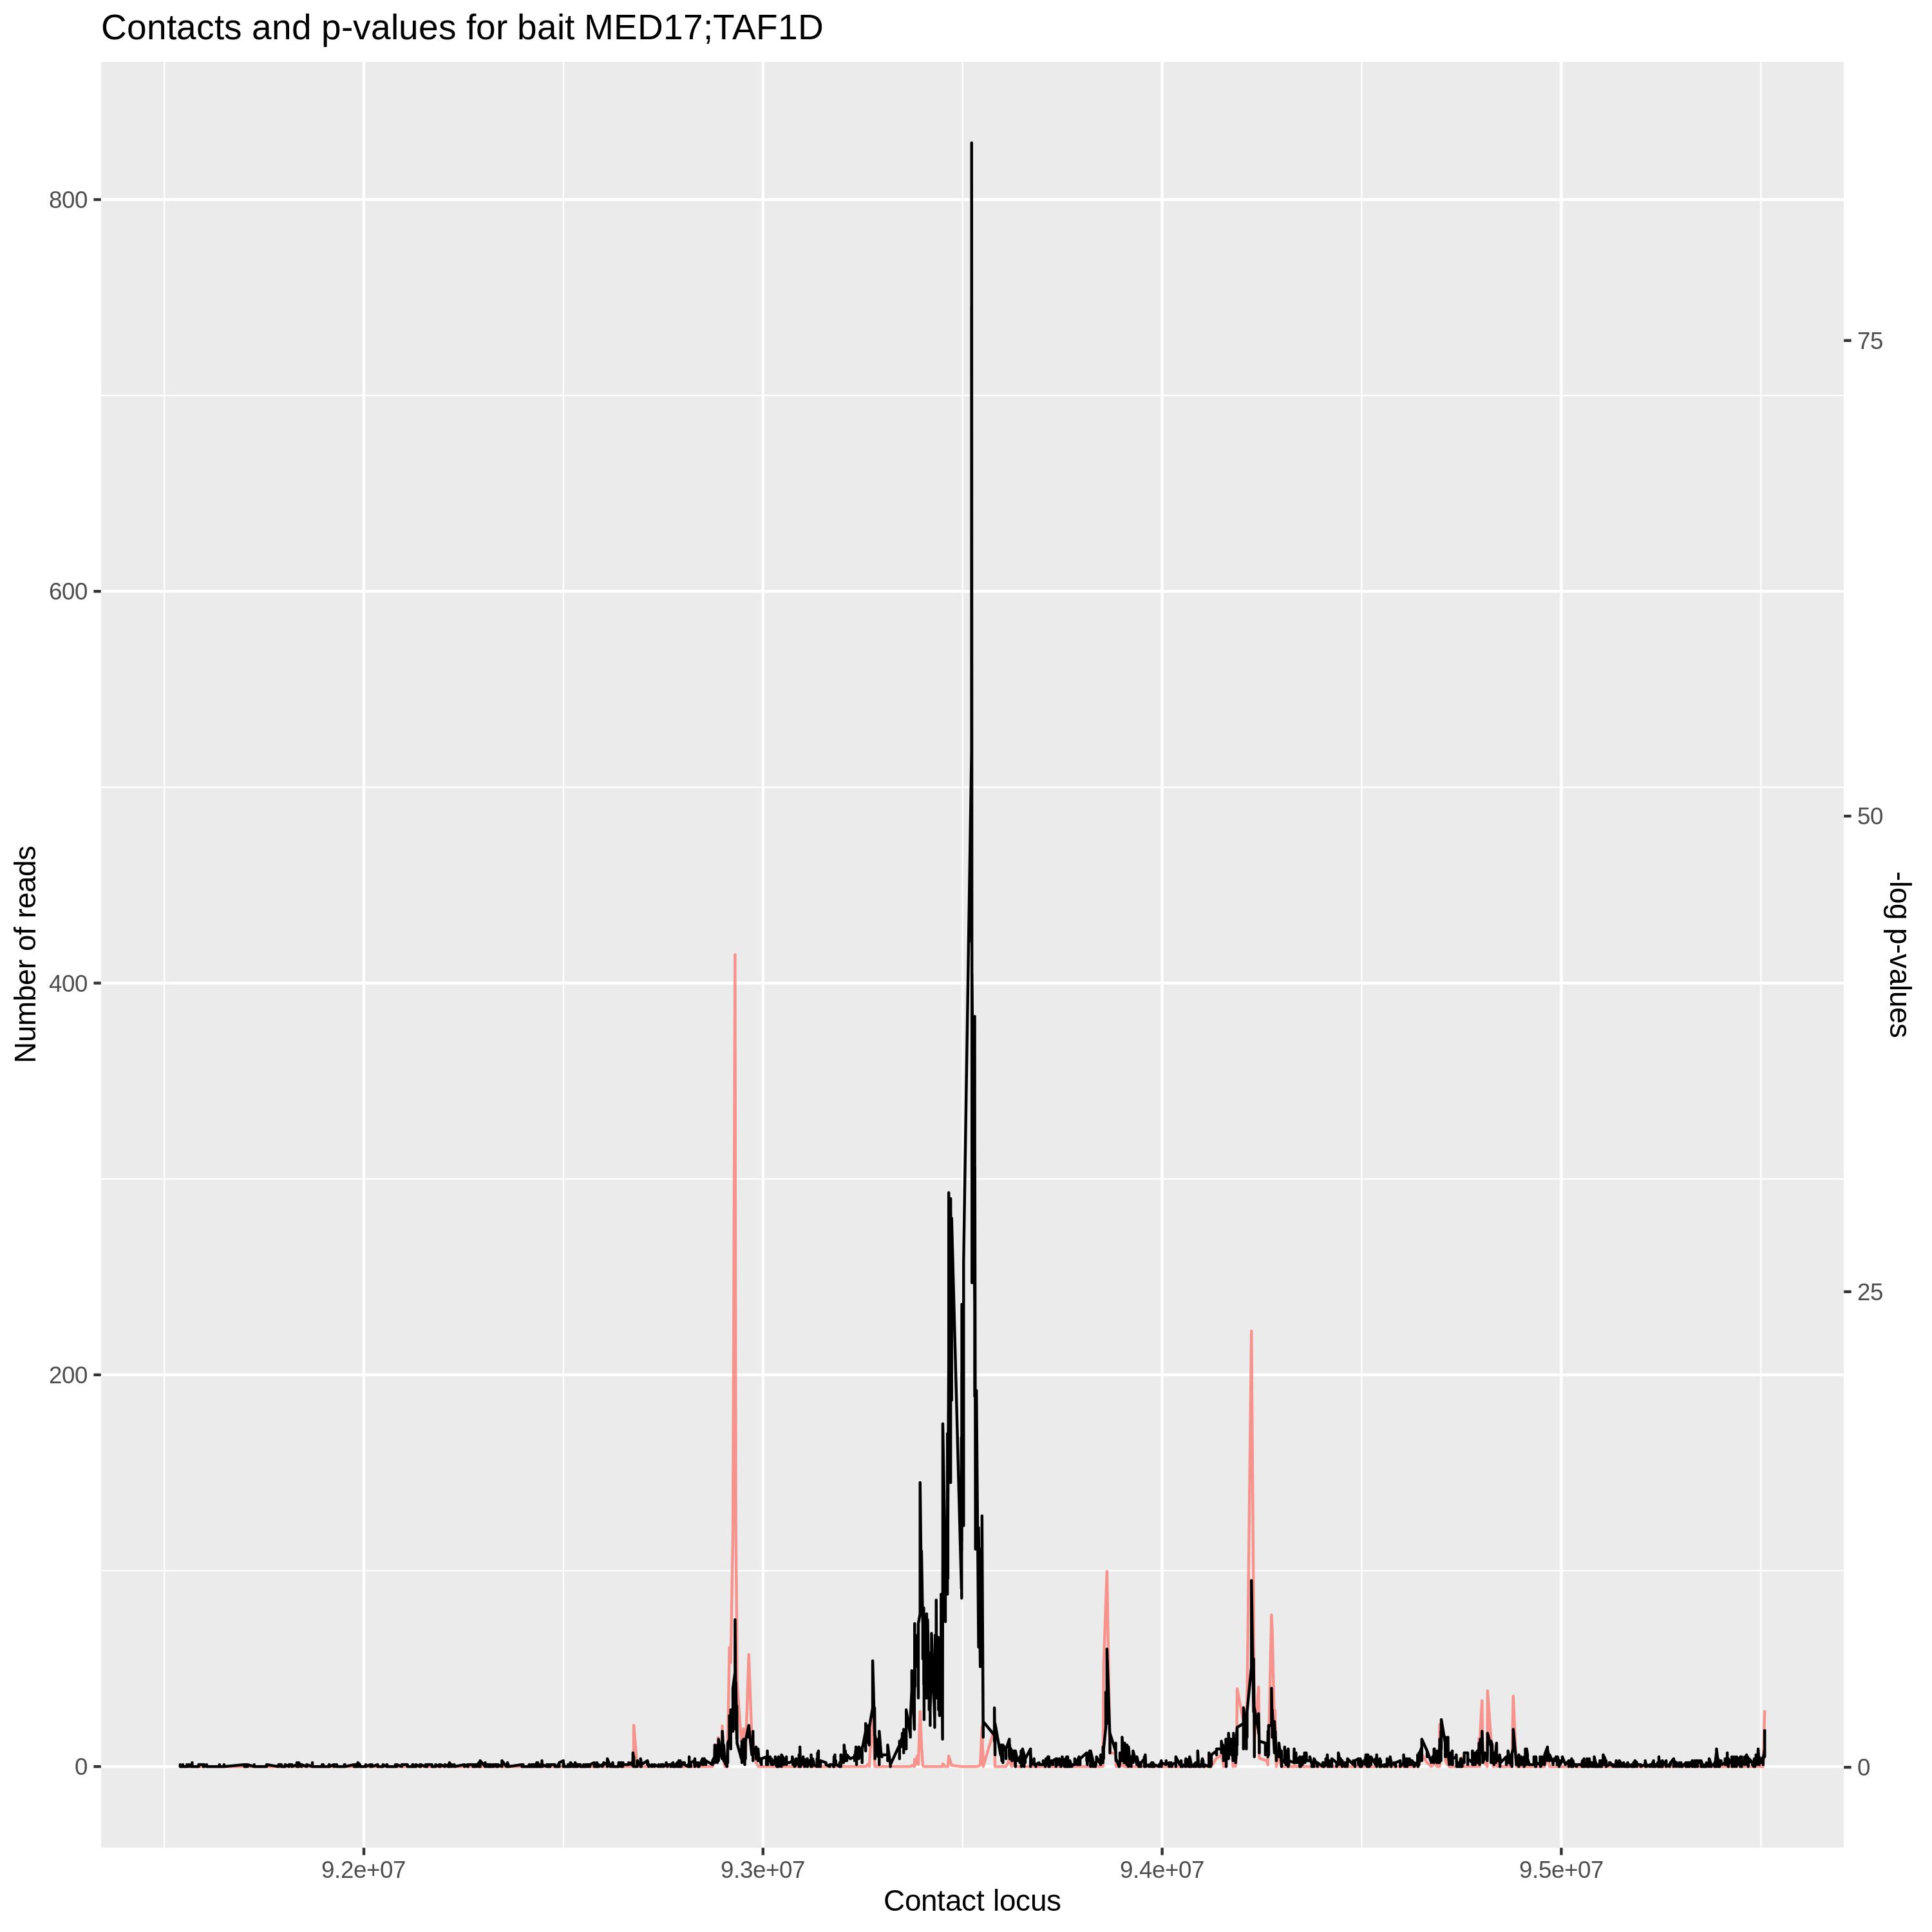 Contacts and p-values for bait MED17;TAF1D
800
600
400
200
0
Number of reads
75
50
25
0
-log p-values
9.2e+07
9.3e+07
9.4e+07
9.5e+07
Contact locus